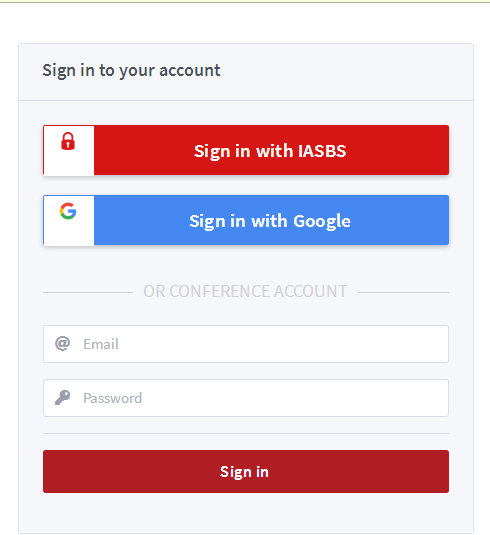 Sign in to your account
Sign in with IASBS
Sign in with Google
OR CONFERENCE ACCOUNT
Email
Password
Sign in